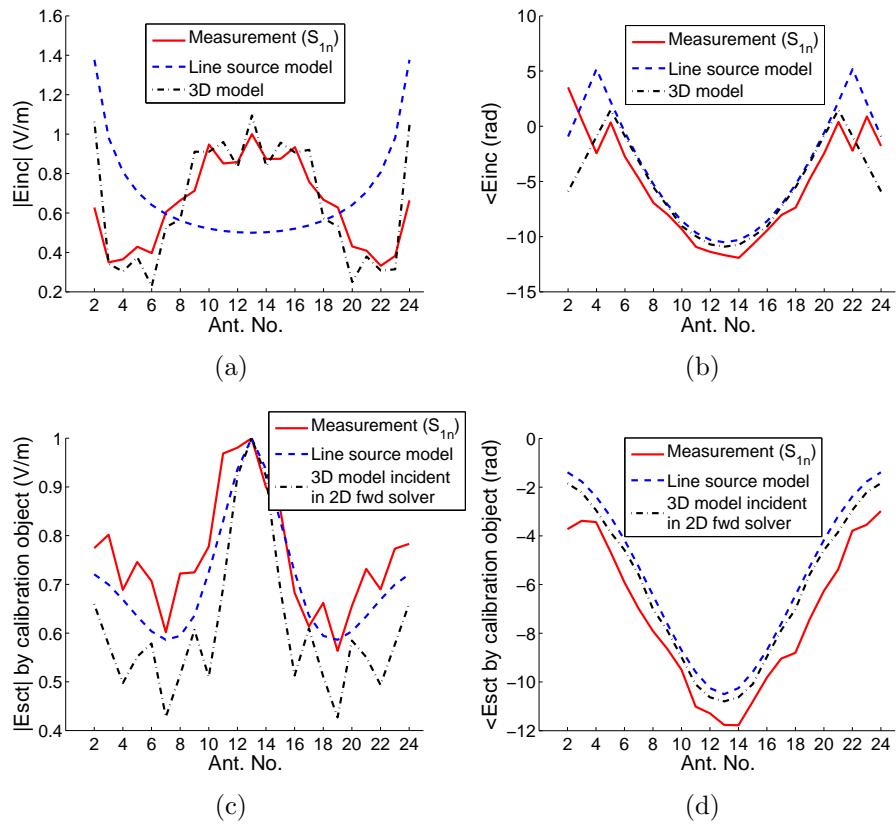 1.6
1.4
1.2
1
0.8
0.6
0.4
0.2
|Einc| (V/m)
Measurement (S1n)
Line source model
3D model
2 4 6 8 10 12 14 16 18 20 22 24
Ant. No.
(a)
10
5
0
−5
−10
−15
<Einc (rad)
Measurement (S1n)
Line source model
3D model
2 4 6 8 10 12 14 16 18 20 22 24
Ant. No.
(b)
1
0.9
0.8
0.7
0.6
0.5
0.4
|Esct| by calibration object (V/m)
Measurement (S1n)
Line source model
3D model incident
in 2D fwd solver
2 4 6 8 10 12 14 16 18 20 22 24
Ant. No.
(c)
0
−2
−4
−6
−8
−10
−12
<Esct by calibration object (rad)
Measurement (S1n)
Line source model
3D model incident
in 2D fwd solver
2 4 6 8 10 12 14 16 18 20 22 24
Ant. No.
(d)